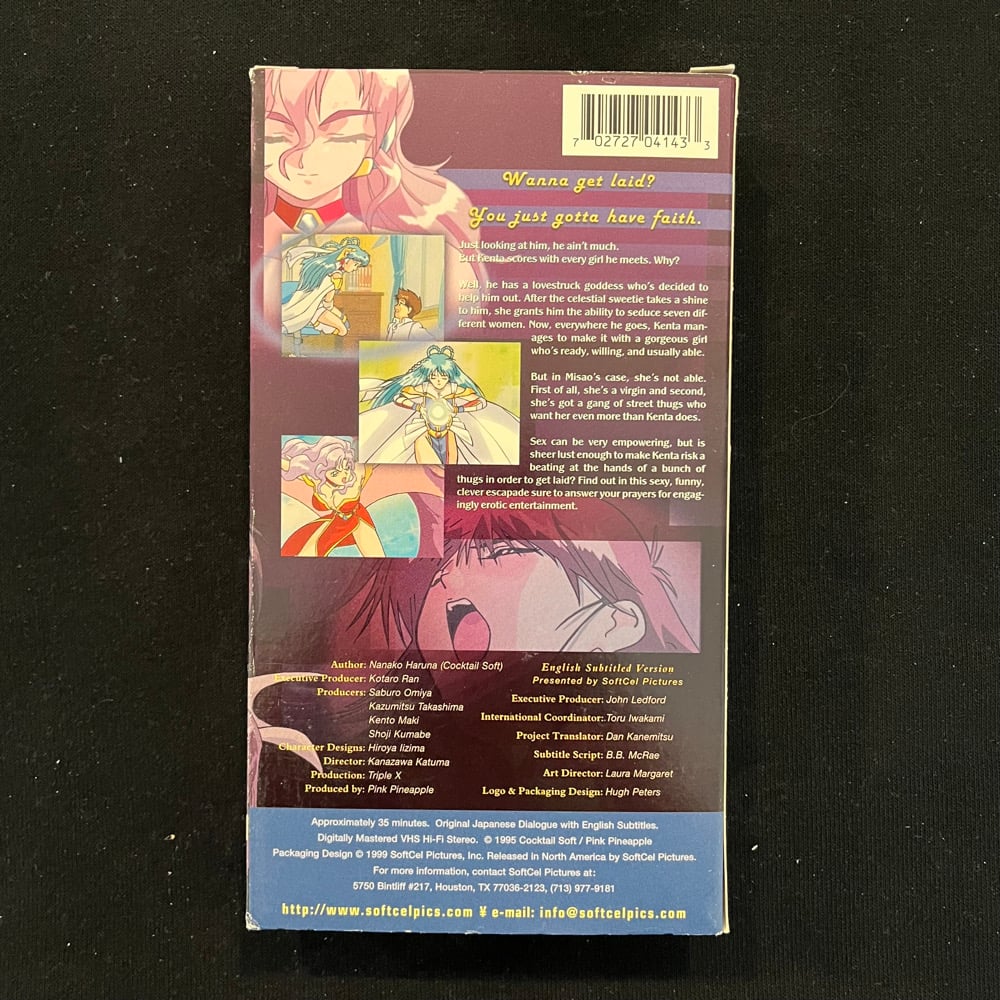 7 02727 04143 3
Wanna get laid?
You just gotta have faith.
Just looking at him, he ain't much.
But Kenta scores with every girl he meets. Why?
Well, he has a lovestruck goddess who's decided to
help him out. After the celestial sweetie takes a shine
to him, she grants him the ability to seduce seven dif-
ferent women. Now, everywhere he goes, Kenta man-
ages to make it with a gorgeous girl
who's ready, willing, and usually able.
But in Misao's case, she's not able.
First of all, she's a virgin and second,
she's got a gang of street thugs who
want her even more than Kenta does.
Sex can be very empowering, but is
sheer lust enough to make Kenta risk a
beating at the hands of a bunch of
thugs in order to get laid? Find out in this sexy, funny,
clever escapade sure to answer your prayers for engag-
ingly erotic entertainment.
Author: Nanako Haruna (Cocktail Soft)
Executive Producer: Kotaro Ran
Producers: Saburo Omiya
Kazumitsu Takashima
Kento Maki
Shoji Kumabe
Character Designs: Hiroya Iizima
Director: Kanazawa Katuma
Production: Triple X
Produced by: Pink Pineapple
English Subtitled Version
Presented by SoftCel Pictures
Executive Producer: John Ledford
International Coordinator:.Toru Iwakami
Project Translator: Dan Kanemitsu
Subtitle Script: B.B. McRae
Art Director: Laura Margaret
Logo & Packaging Design: Hugh Peters
Approximately 35 minutes. Original Japanese Dialogue with English Subtitles.
Digitally Mastered VHS Hi-Fi Stereo. © 1995 Cocktail Soft / Pink Pineapple
Packaging Design © 1999 SoftCel Pictures, Inc. Released in North America by SoftCel Pictures.
For more information, contact SoftCel Pictures at:
5750 Bintliff #217, Houston, TX 77036-2123, (713) 977-9181
http://www.softcelpics.com ¥ e-mail: info@softcelpics.com